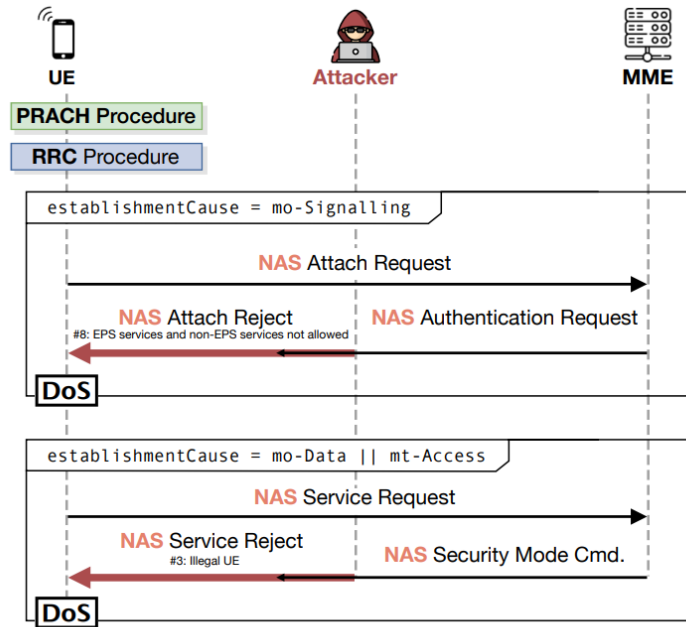 UE
Attacker
MME
PRACH Procedure
RRC Procedure
establishmentCause = mo-Signalling
NAS Attach Request
NAS Attach Reject
#8: EPS services and non-EPS services not allowed
NAS Authentication Request
DoS
establishmentCause = mo-Data || mt-Access
NAS Service Request
NAS Service Reject
#3: Illegal UE
NAS Security Mode Cmd.
DoS